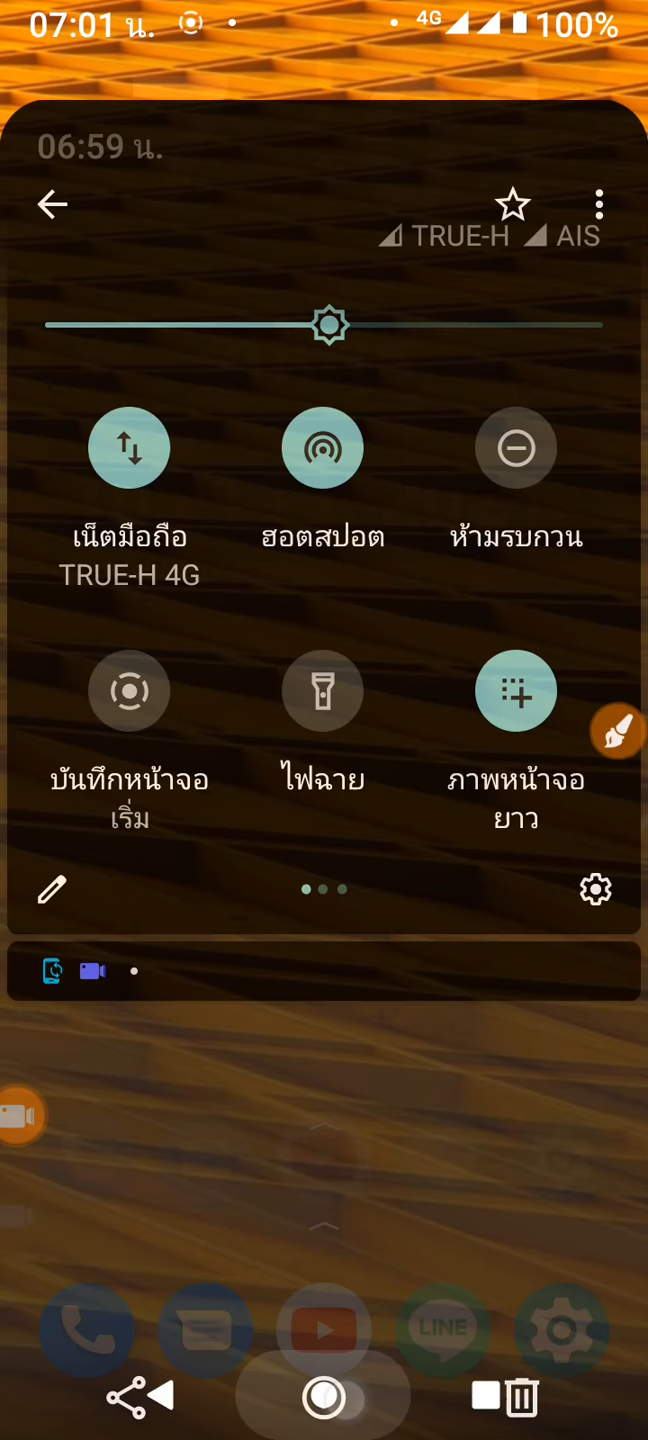 07:01 น.
4G
100%
06:59 น.
TRUE-H
AIS
เน็ตมือถือ
TRUE-H 4G
ฮอตสปอต
ห้ามรบกวน
บันทึกหน้าจอ
เริ่ม
ไฟฉาย
ภาพหน้าจอ
ยาว
LINE